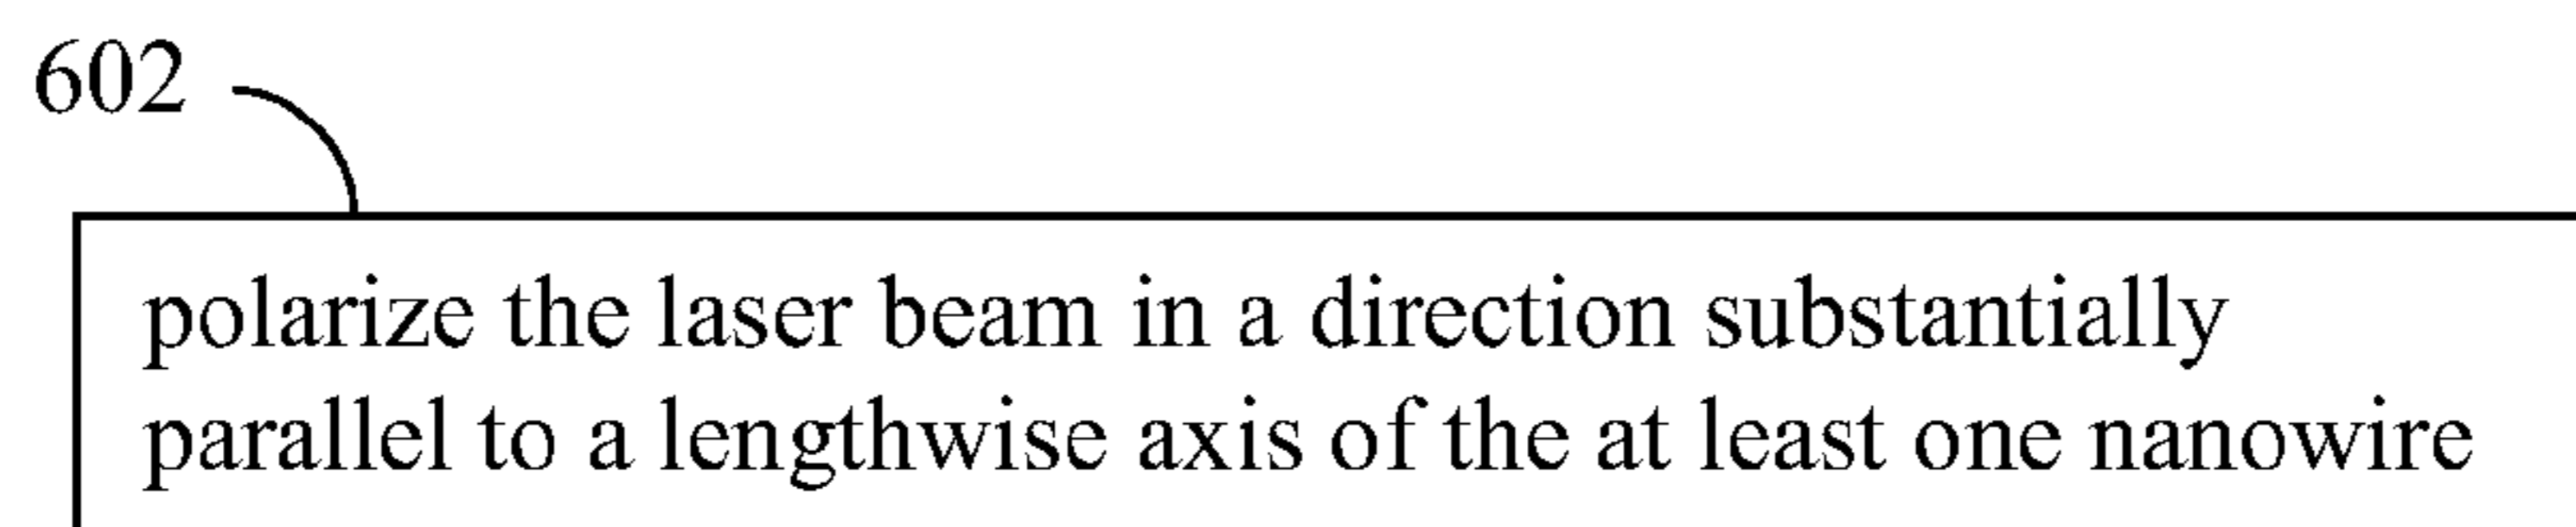 602
polarize the laser beam in a direction substantially
parallel to a lengthwise axis of the at least one nanowire